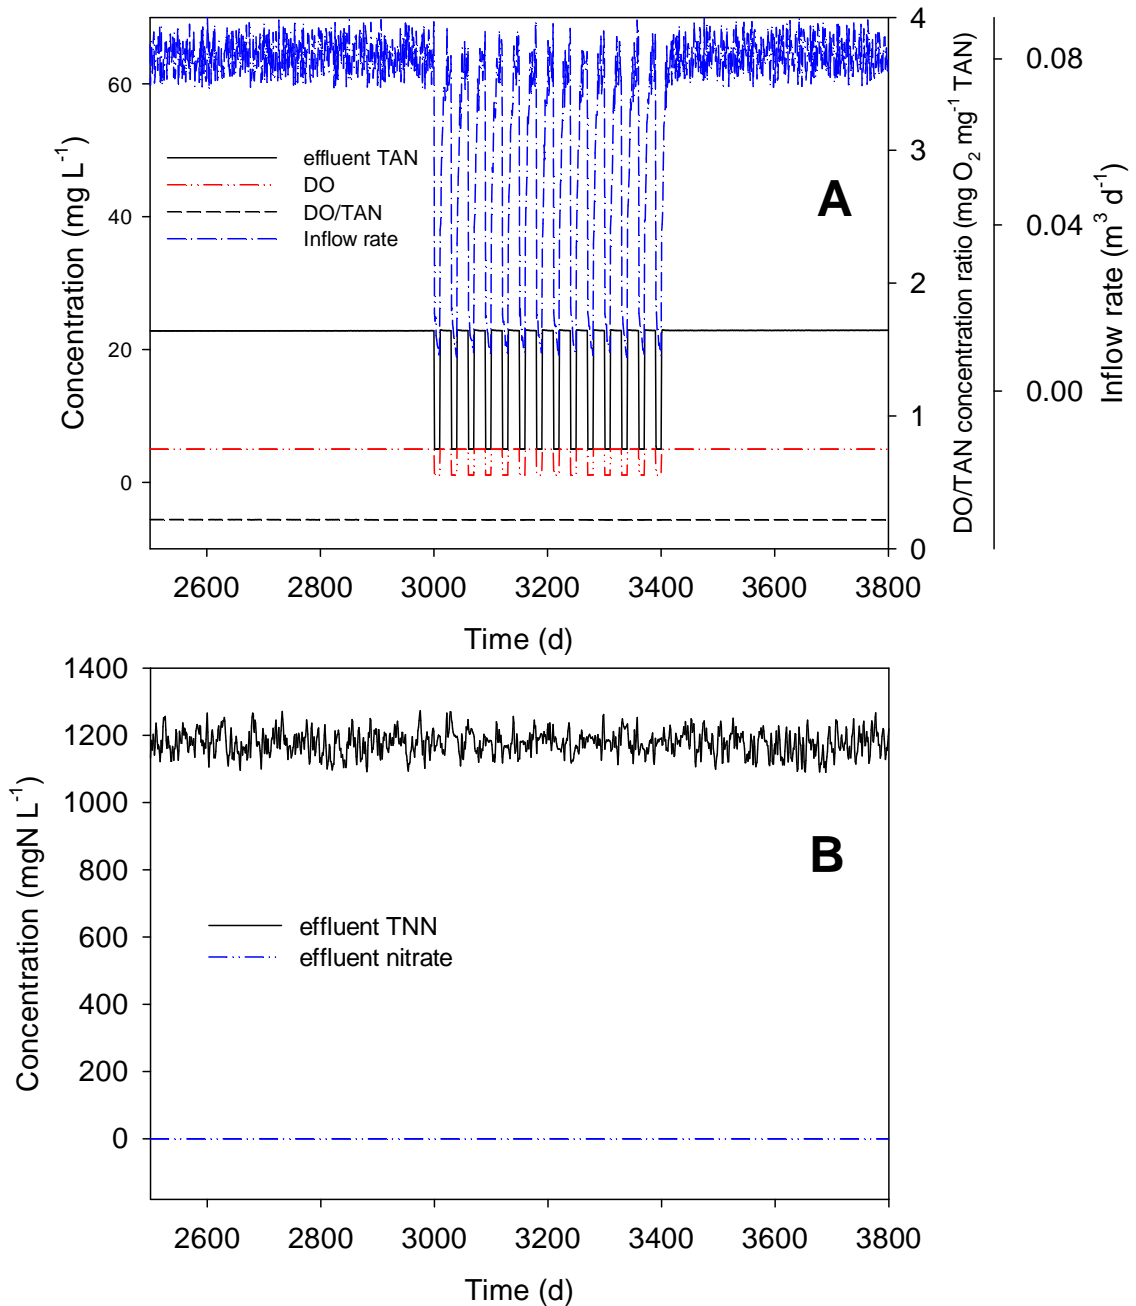 Concentration (mg L⁻¹)
60
40
20
0
effluent TAN
DO
DO/TAN
Inflow rate
A
4
3
2
1
0
DO/TAN concentration ratio (mg O₂ mg⁻¹ TAN)
0.08
0.04
0.00
Inflow rate (m³ d⁻¹)
2600 2800 3000 3200 3400 3600 3800
Time (d)
Concentration (mgN L⁻¹)
1400
1200
1000
800
600
400
200
0
B
effluent TNN
effluent nitrate
2600 2800 3000 3200 3400 3600 3800
Time (d)